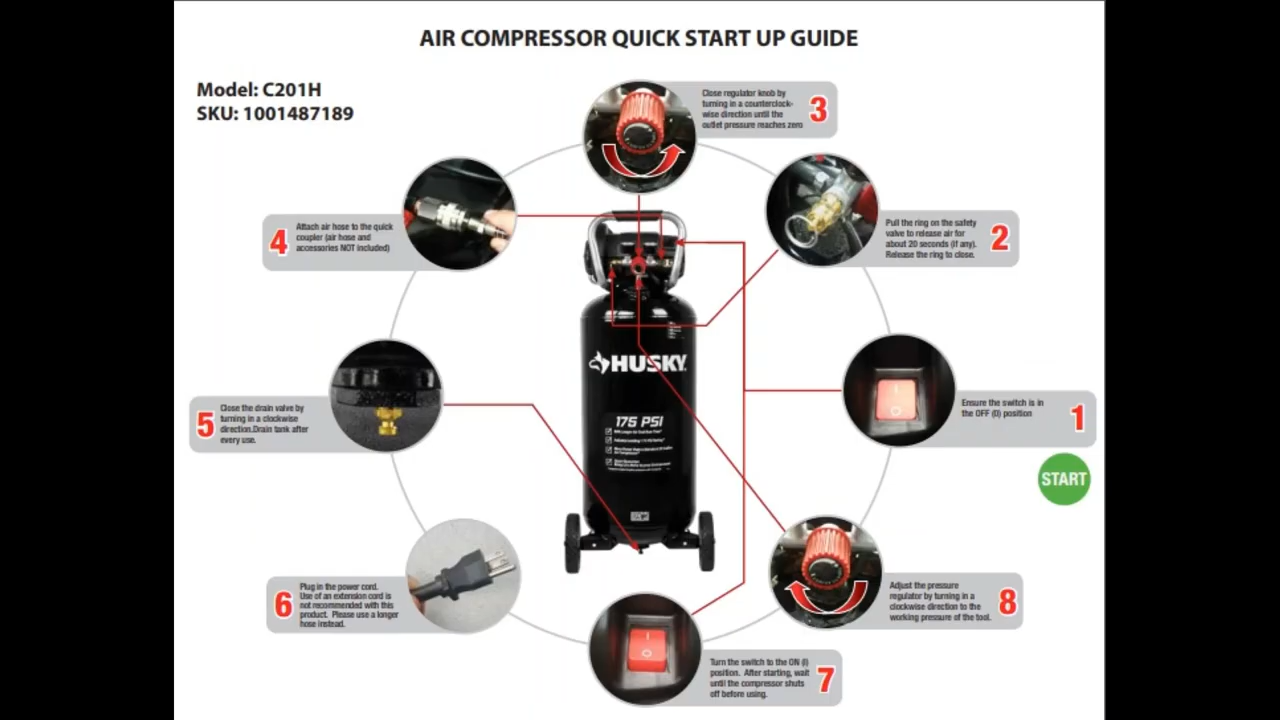 AIR COMPRESSOR QUICK START UP GUIDE
Model: C201H
SKU: 1001487189
START
1
Ensure the switch is in
the OFF (0) position
2
Pull the ring on the safety
valve to release air for
about 20 seconds (if any).
Release the ring to close.
3
Close regulator knob by
turning in a counterclock-
wise direction until the
outlet pressure reaches zero
4
Attach air hose to the quick
coupler (air hose and
accessories NOT included)
5
Close the drain valve by
turning in a clockwise
direction.Drain tank after
every use.
6
Plug in the power cord.
Use of an extension cord is
not recommended with this
product. Please use a longer
hose instead.
7
Turn the switch to the ON (I)
position. After starting, wait
until the compressor shuts
off before using.
8
Adjust the pressure
regulator by turning in a
clockwise direction to the
working pressure of the tool.
HUSKY
175 PSI